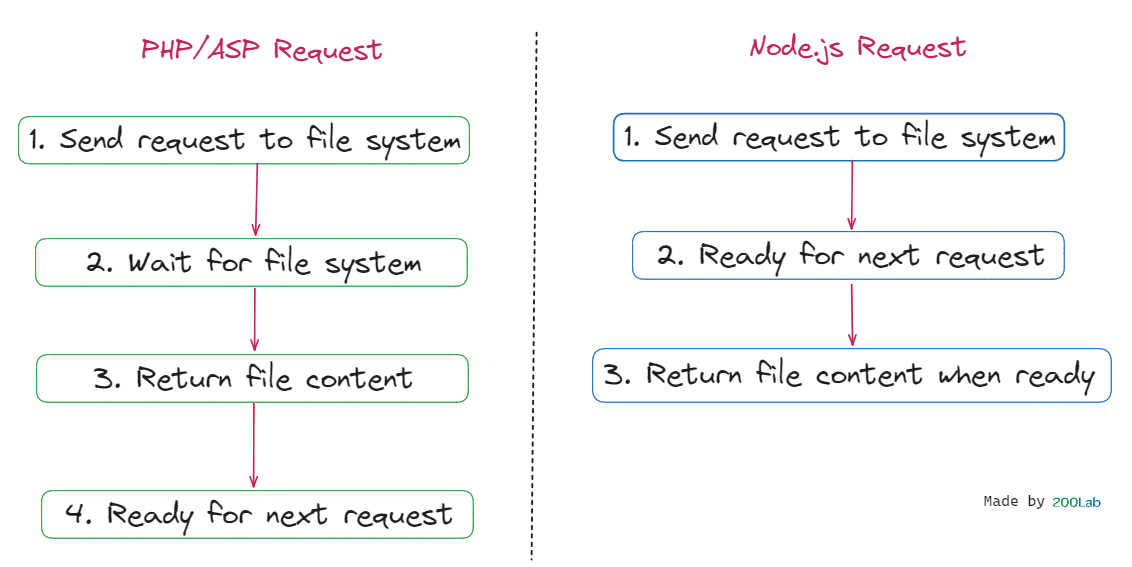 PHP/ASP Request
1. Send request to file system
2. Wait for file system
3. Return file content
4. Ready for next request
Node.js Request
1. Send request to file system
2. Ready for next request
3. Return file content when ready
Made by 200Lab